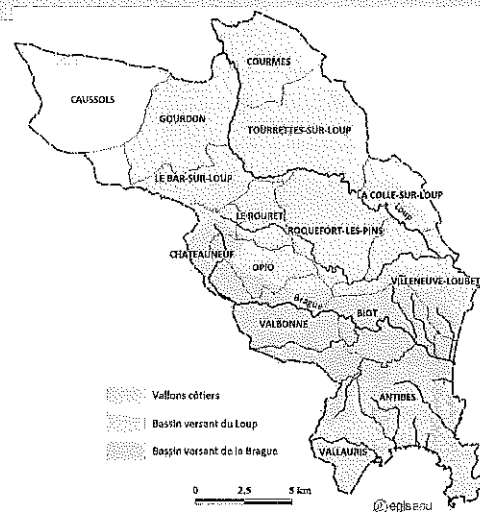 COURMES
CAUSSOLS
GOURDON
TOURRETTES-SUR-LOUP
LE BAR-SUR-LOUP
LA COLLE-SUR-LOUP
Loup
LE ROURET
ROQUEFORT-LES-PINS
CHATEAUNEUF
OPIO
VILLENEUVE-LOUBET
Brague
BIOT
VALBONNE
Brague
ANTIBES
VALLAURIS
Vallons côtiers
Bassin versant du Loup
Bassin versant de la Brague
0 2,5 5 km